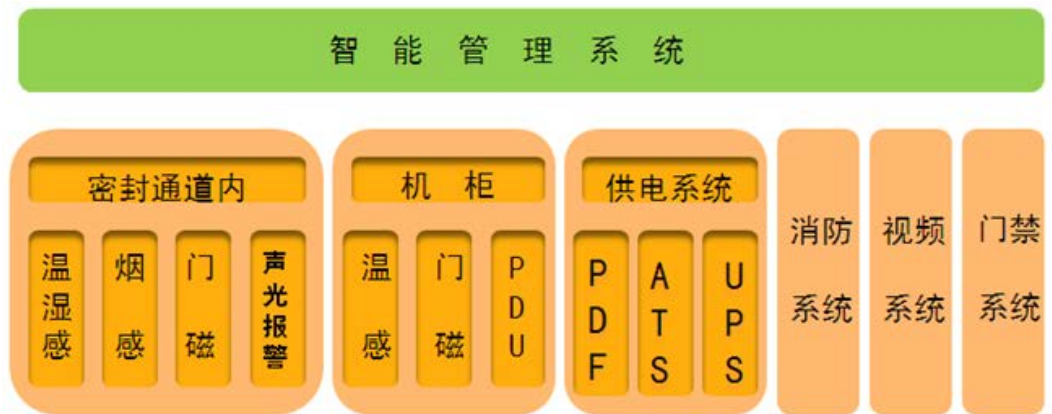 智能管理系统
密封通道内
温湿感
烟感
门磁
声光报警
机柜
温感
门磁
PDU
供电系统
PDF
ATS
UPS
消防
系统
视频
系统
门禁
系统